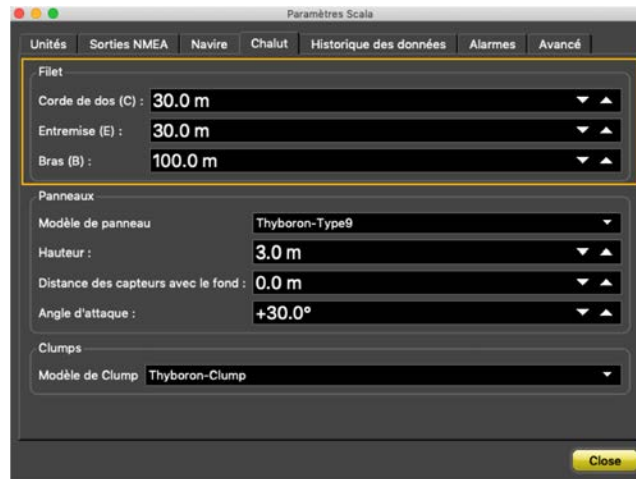 Paramètres Scala
Unités Sorties NMEA Navire Chalut Historique des données Alarmes Avancé
Filet
Corde de dos (C) : 30.0 m
Entremise (E) : 30.0 m
Bras (B) : 100.0 m
Panneaux
Modèle de panneau Thyboron-Type9
Hauteur : 3.0 m
Distance des capteurs avec le fond : 0.0 m
Angle d'attaque : +30.0°
Clumps
Modèle de Clump Thyboron-Clump
Close